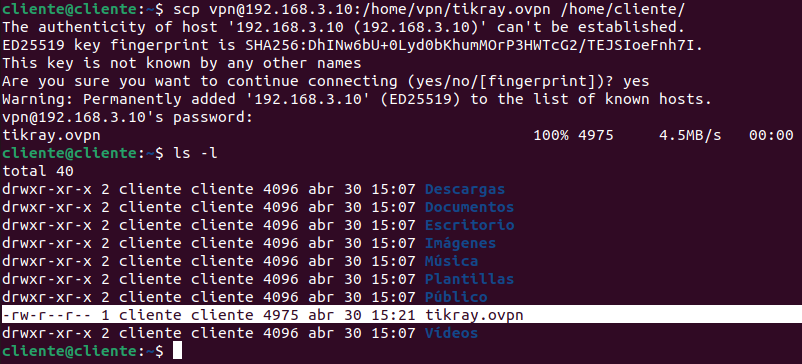 cliente@cliente:~$ scp vpn@192.168.3.10:/home/vpn/tikray.ovpn /home/cliente/
The authenticity of host '192.168.3.10 (192.168.3.10)' can't be established.
ED25519 key fingerprint is SHA256:DhINw6bU+0Lyd0bKhumMOrP3HWTcG2/TEJSIoeFnh7I.
This key is not known by any other names
Are you sure you want to continue connecting (yes/no/[fingerprint])? yes
Warning: Permanently added '192.168.3.10' (ED25519) to the list of known hosts.
vpn@192.168.3.10's password:
tikray.ovpn 100% 4975 4.5MB/s 00:00
cliente@cliente:~$ ls -l
total 40
drwxr-xr-x 2 cliente cliente 4096 abr 30 15:07 Descargas
drwxr-xr-x 2 cliente cliente 4096 abr 30 15:07 Documentos
drwxr-xr-x 2 cliente cliente 4096 abr 30 15:07 Escritorio
drwxr-xr-x 2 cliente cliente 4096 abr 30 15:07 Imágenes
drwxr-xr-x 2 cliente cliente 4096 abr 30 15:07 Música
drwxr-xr-x 2 cliente cliente 4096 abr 30 15:07 Plantillas
drwxr-xr-x 2 cliente cliente 4096 abr 30 15:07 Público
-rw-r--r-- 1 cliente cliente 4975 abr 30 15:21 tikray.ovpn
drwxr-xr-x 2 cliente cliente 4096 abr 30 15:07 Vídeos
cliente@cliente:~$